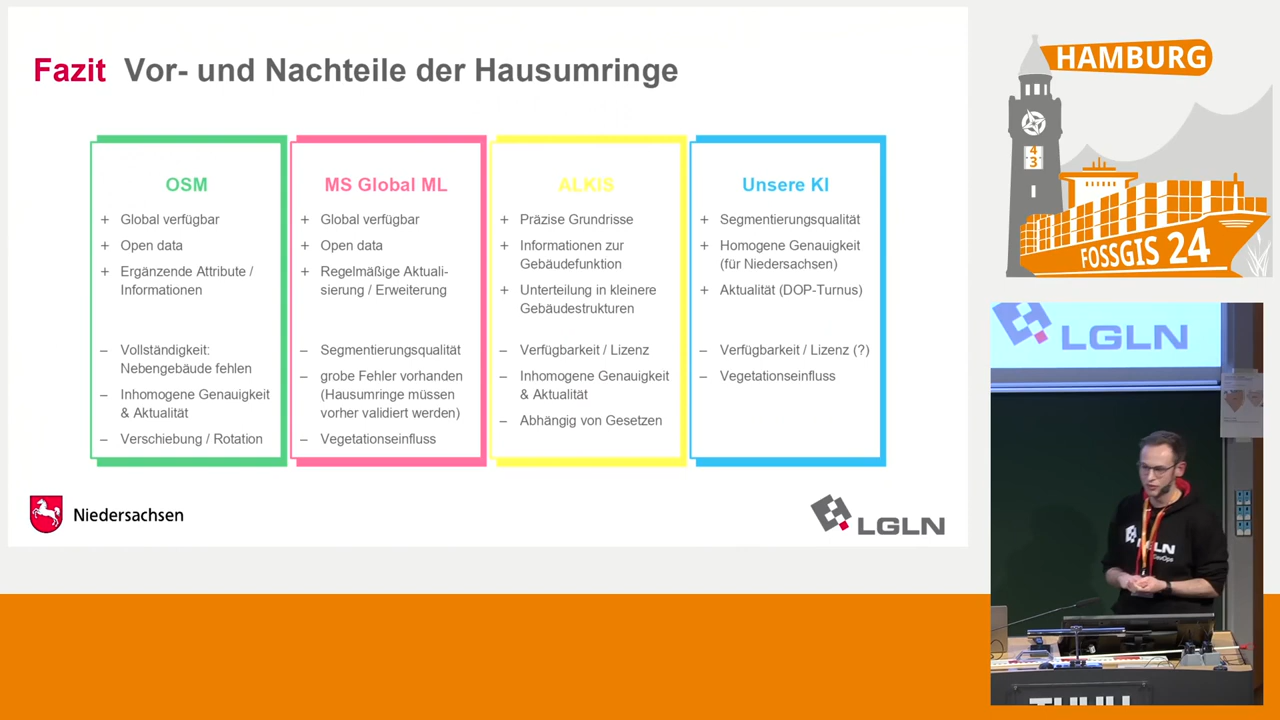 Fazit Vor- und Nachteile der Hausumringe
OSM
+ Global verfügbar
+ Open data
+ Ergänzende Attribute /
Informationen
– Vollständigkeit:
Nebengebäude fehlen
– Inhomogene Genauigkeit
& Aktualität
– Verschiebung / Rotation
MS Global ML
+ Global verfügbar
+ Open data
+ Regelmäßige Aktuali-
sierung / Erweiterung
– Segmentierungsqualität
– grobe Fehler vorhanden
(Hausumringe müssen
vorher validiert werden)
– Vegetationseinfluss
ALKIS
+ Präzise Grundrisse
+ Informationen zur
Gebäudefunktion
+ Unterteilung in kleinere
Gebäudestrukturen
– Verfügbarkeit / Lizenz
– Inhomogene Genauigkeit
& Aktualität
– Abhängig von Gesetzen
Unsere KI
+ Segmentierungsqualität
+ Homogene Genauigkeit
(für Niedersachsen)
+ Aktualität (DOP-Turnus)
– Verfügbarkeit / Lizenz (?)
– Vegetationseinfluss
Niedersachsen
LGLN
HAMBURG
4
3
FOSSGIS 24
LGLN
LGLN
DevOps